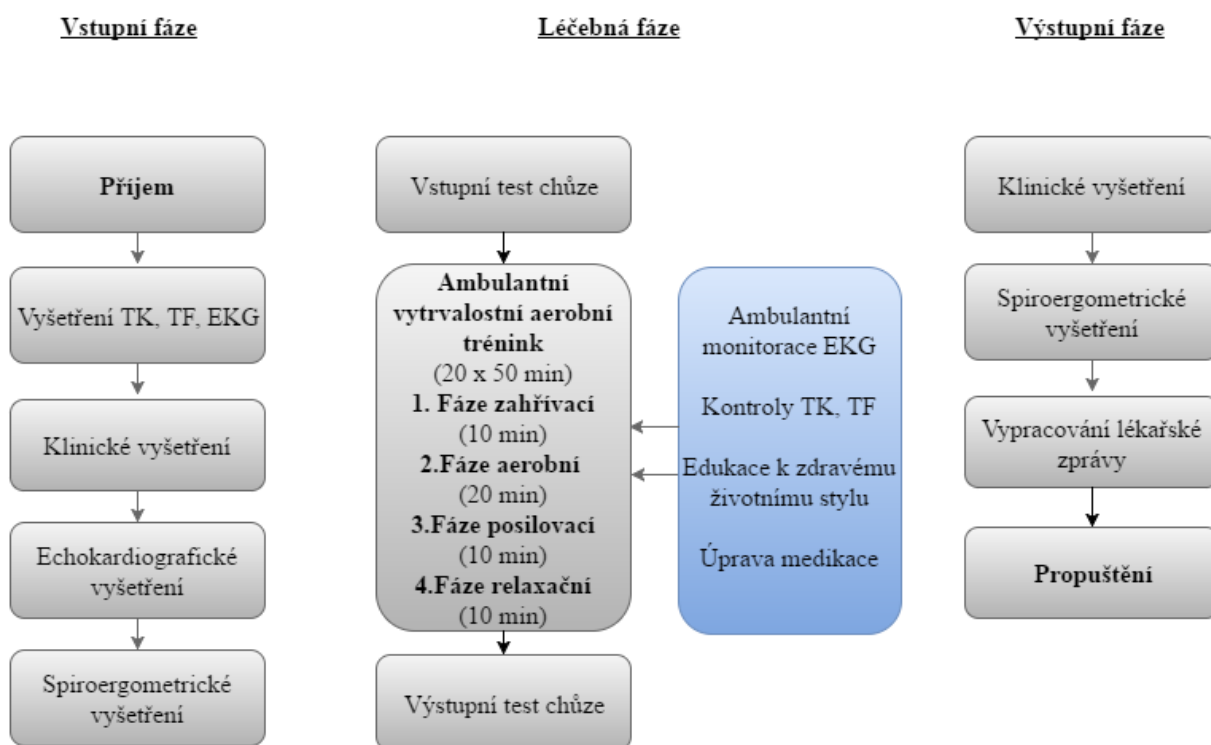 Vstupní fáze
Léčebná fáze
Výstupní fáze
Příjem
Vyšetření TK, TF, EKG
Klinické vyšetření
Echokardiografické
vyšetření
Spiroergometrické
vyšetření
Vstupní test chůze
Ambulantní
vytrvalostní aerobní
trénink
(20 x 50 min)
1. Fáze zahřívací
(10 min)
2.Fáze aerobní
(20 min)
3.Fáze posilovací
(10 min)
4.Fáze relaxační
(10 min)
Výstupní test chůze
Ambulantní
monitorace EKG
Kontroly TK, TF
Edukace k zdravému
životnímu stylu
Úprava medikace
Klinické vyšetření
Spiroergometrické
vyšetření
Vypracování lékařské
zprávy
Propuštění